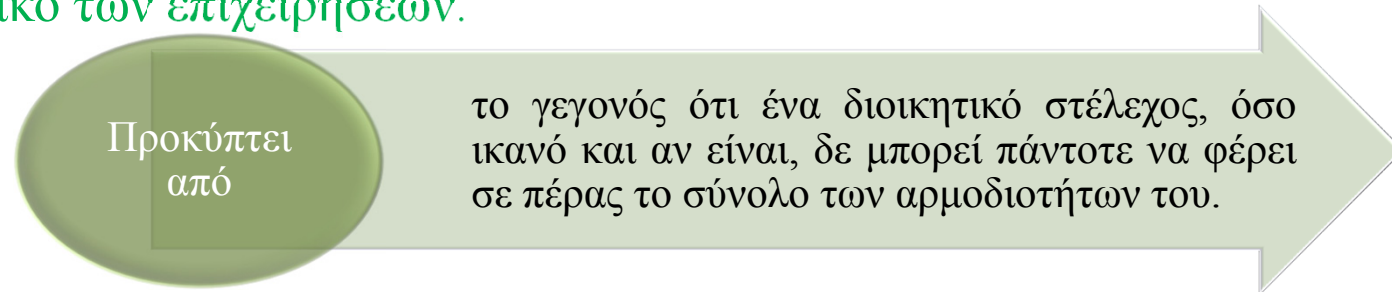 των επιχειρήσεων.
Προκύπτει
από
το γεγονός ότι ένα διοικητικό στέλεχος, όσο
ικανό και αν είναι, δε μπορεί πάντοτε να φέρει
σε πέρας το σύνολο των αρμοδιοτήτων του.